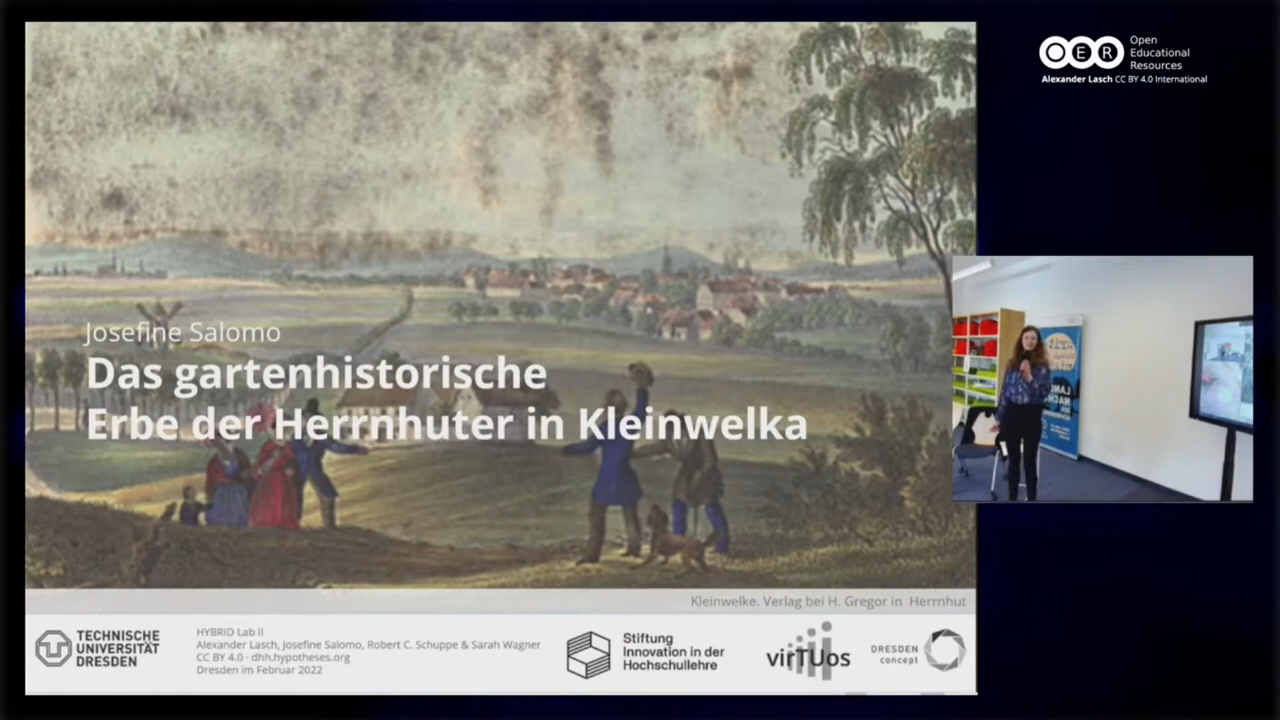 Josefine Salomo
Das gartenhistorische
Erbe der Herrnhuter in Kleinwelka
Kleinwelke. Verlag bei H. Gregor in Herrnhut
TECHNISCHE
UNIVERSITÄT
DRESDEN
HYBRID Lab II
Alexander Lasch, Josefine Salomo, Robert C. Schuppe & Sarah Wagner
CC BY 4.0 · dhh.hypotheses.org
Dresden im Februar 2022
Stiftung
Innovation in der
Hochschullehre
virTUos
DRESDEN
concept
OER
Open
Educational
Resources
Alexander Lasch CC BY 4.0 International